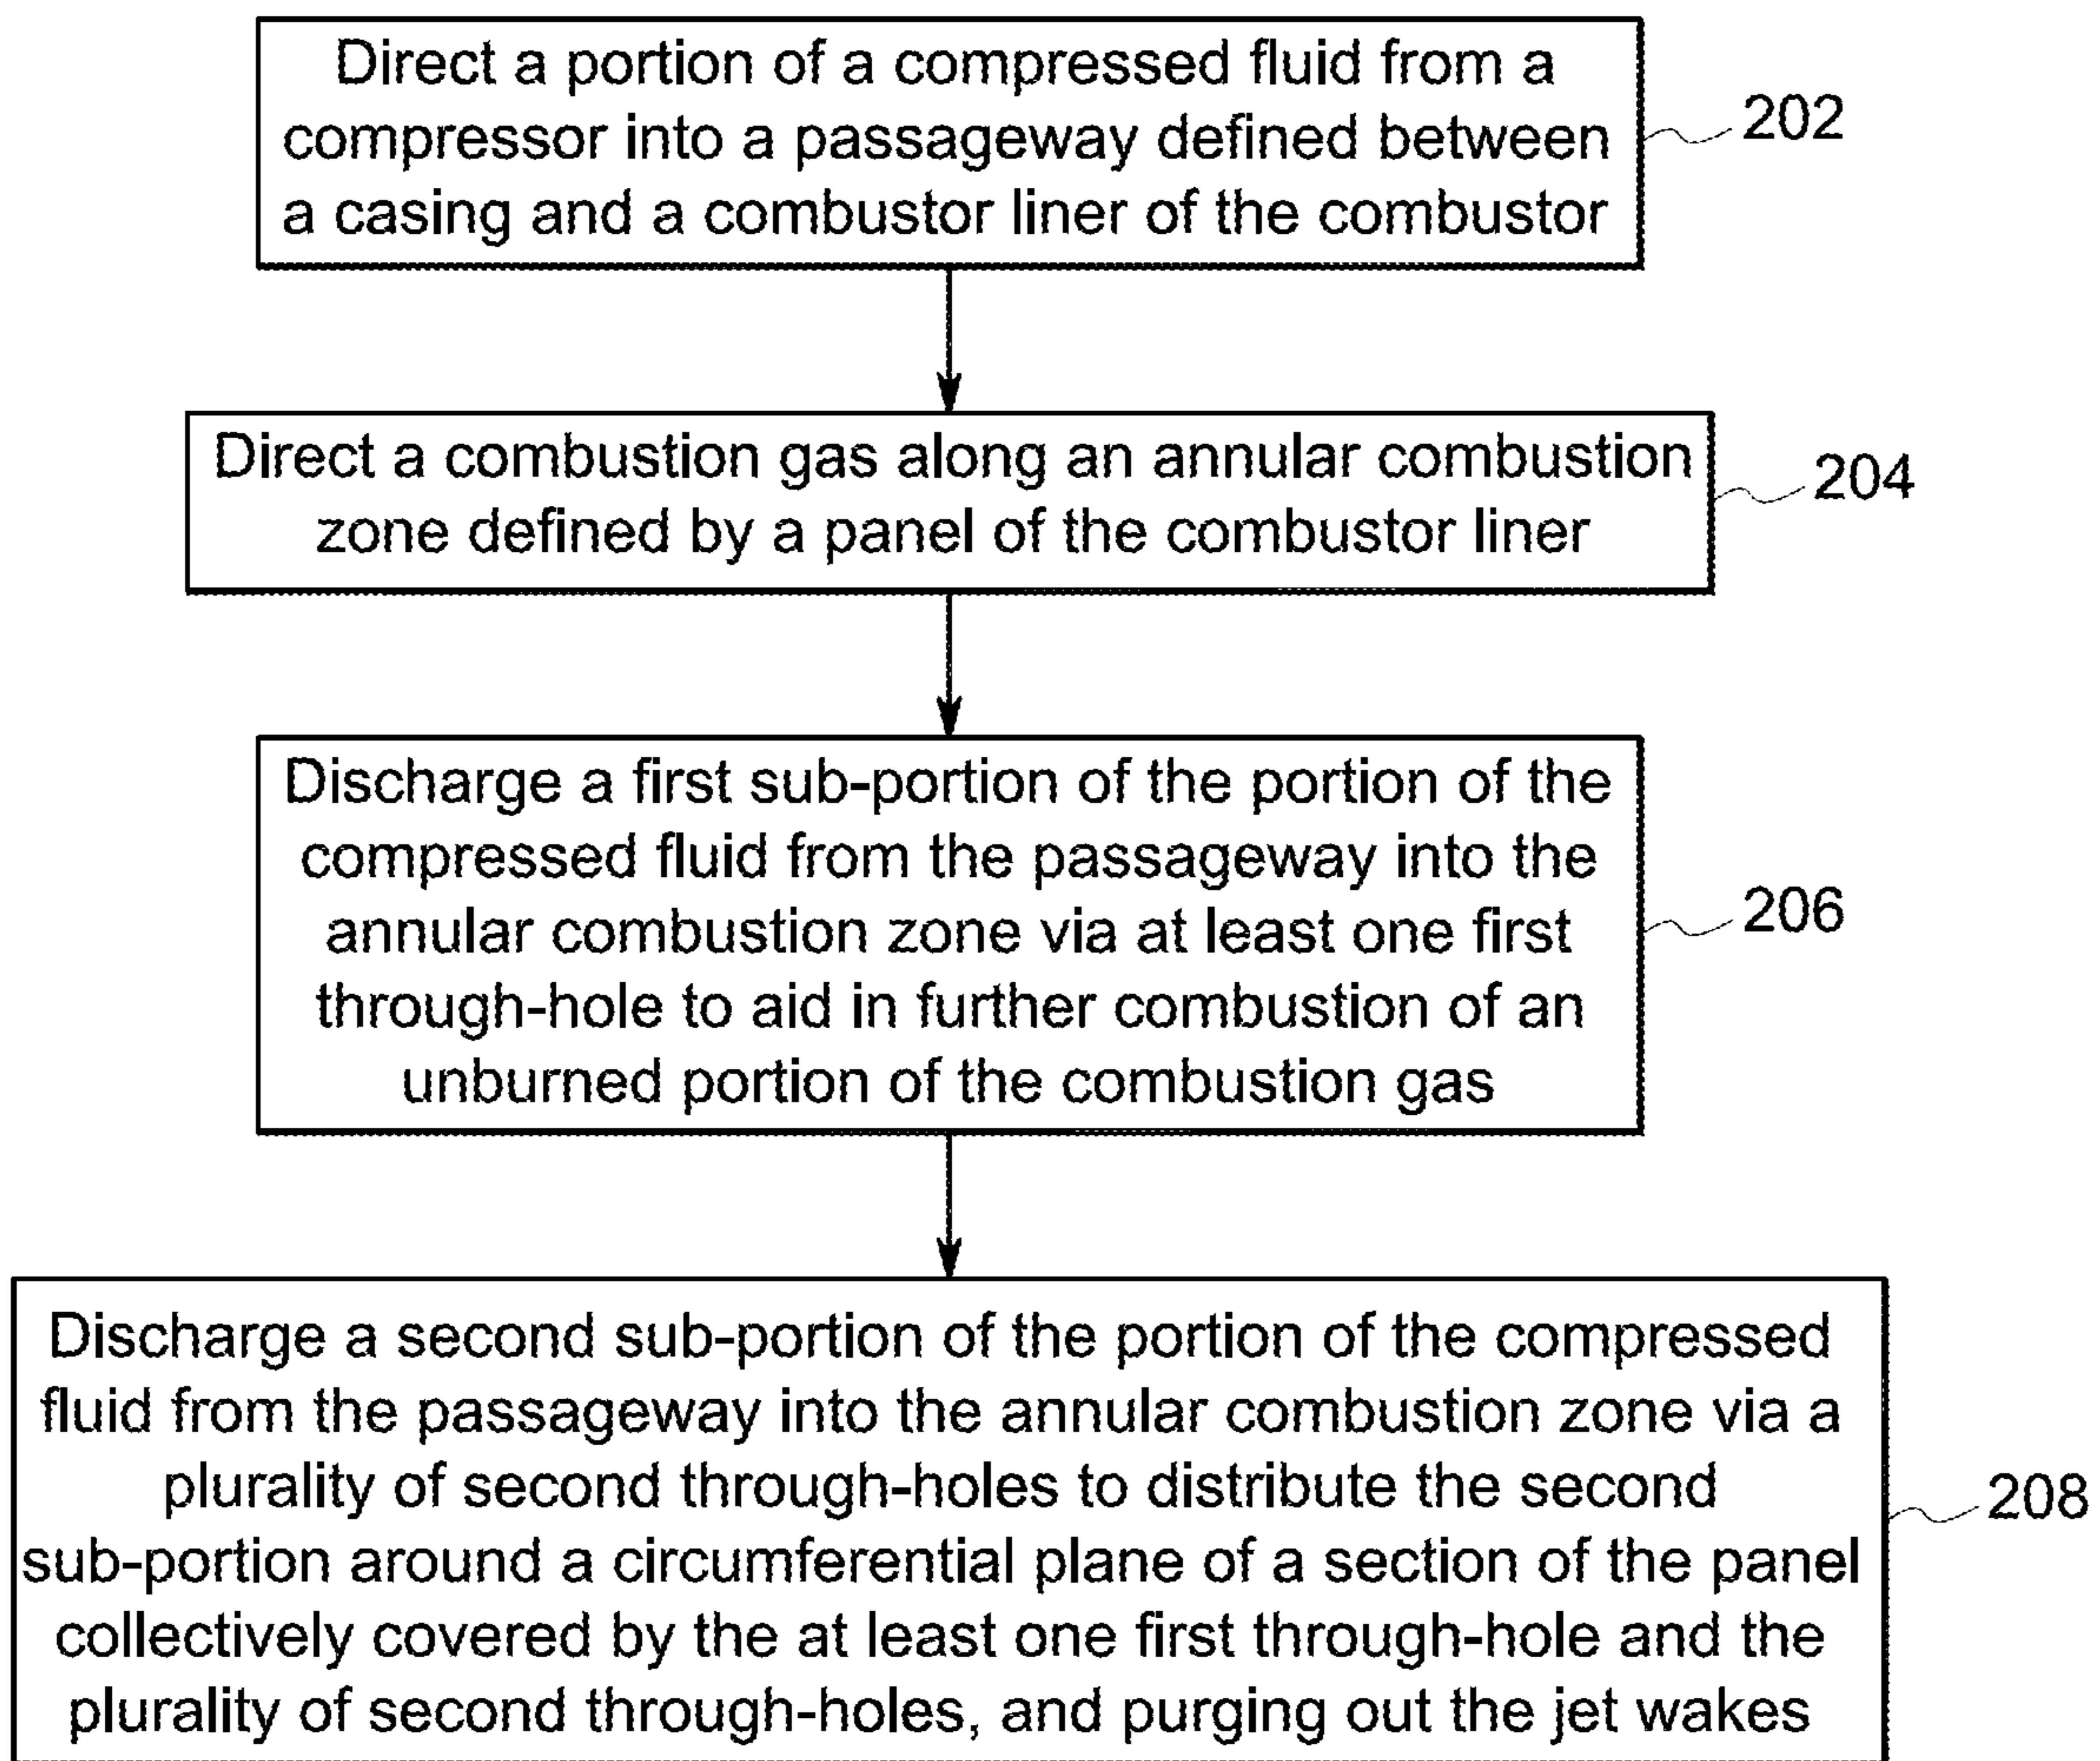 Direct a portion of a compressed fluid from a
compressor into a passageway defined between
a casing and a combustor liner of the combustor
202
Direct a combustion gas along an annular combustion
zone defined by a panel of the combustor liner
204
Discharge a first sub-portion of the portion of the
compressed fluid from the passageway into the
annular combustion zone via at least one first
through-hole to aid in further combustion of an
unburned portion of the combustion gas
206
Discharge a second sub-portion of the portion of the compressed
fluid from the passageway into the annular combustion zone via a
plurality of second through-holes to distribute the second
sub-portion around a circumferential plane of a section of the panel
collectively covered by the at least one first through-hole and the
plurality of second through-holes, and purging out the jet wakes
208